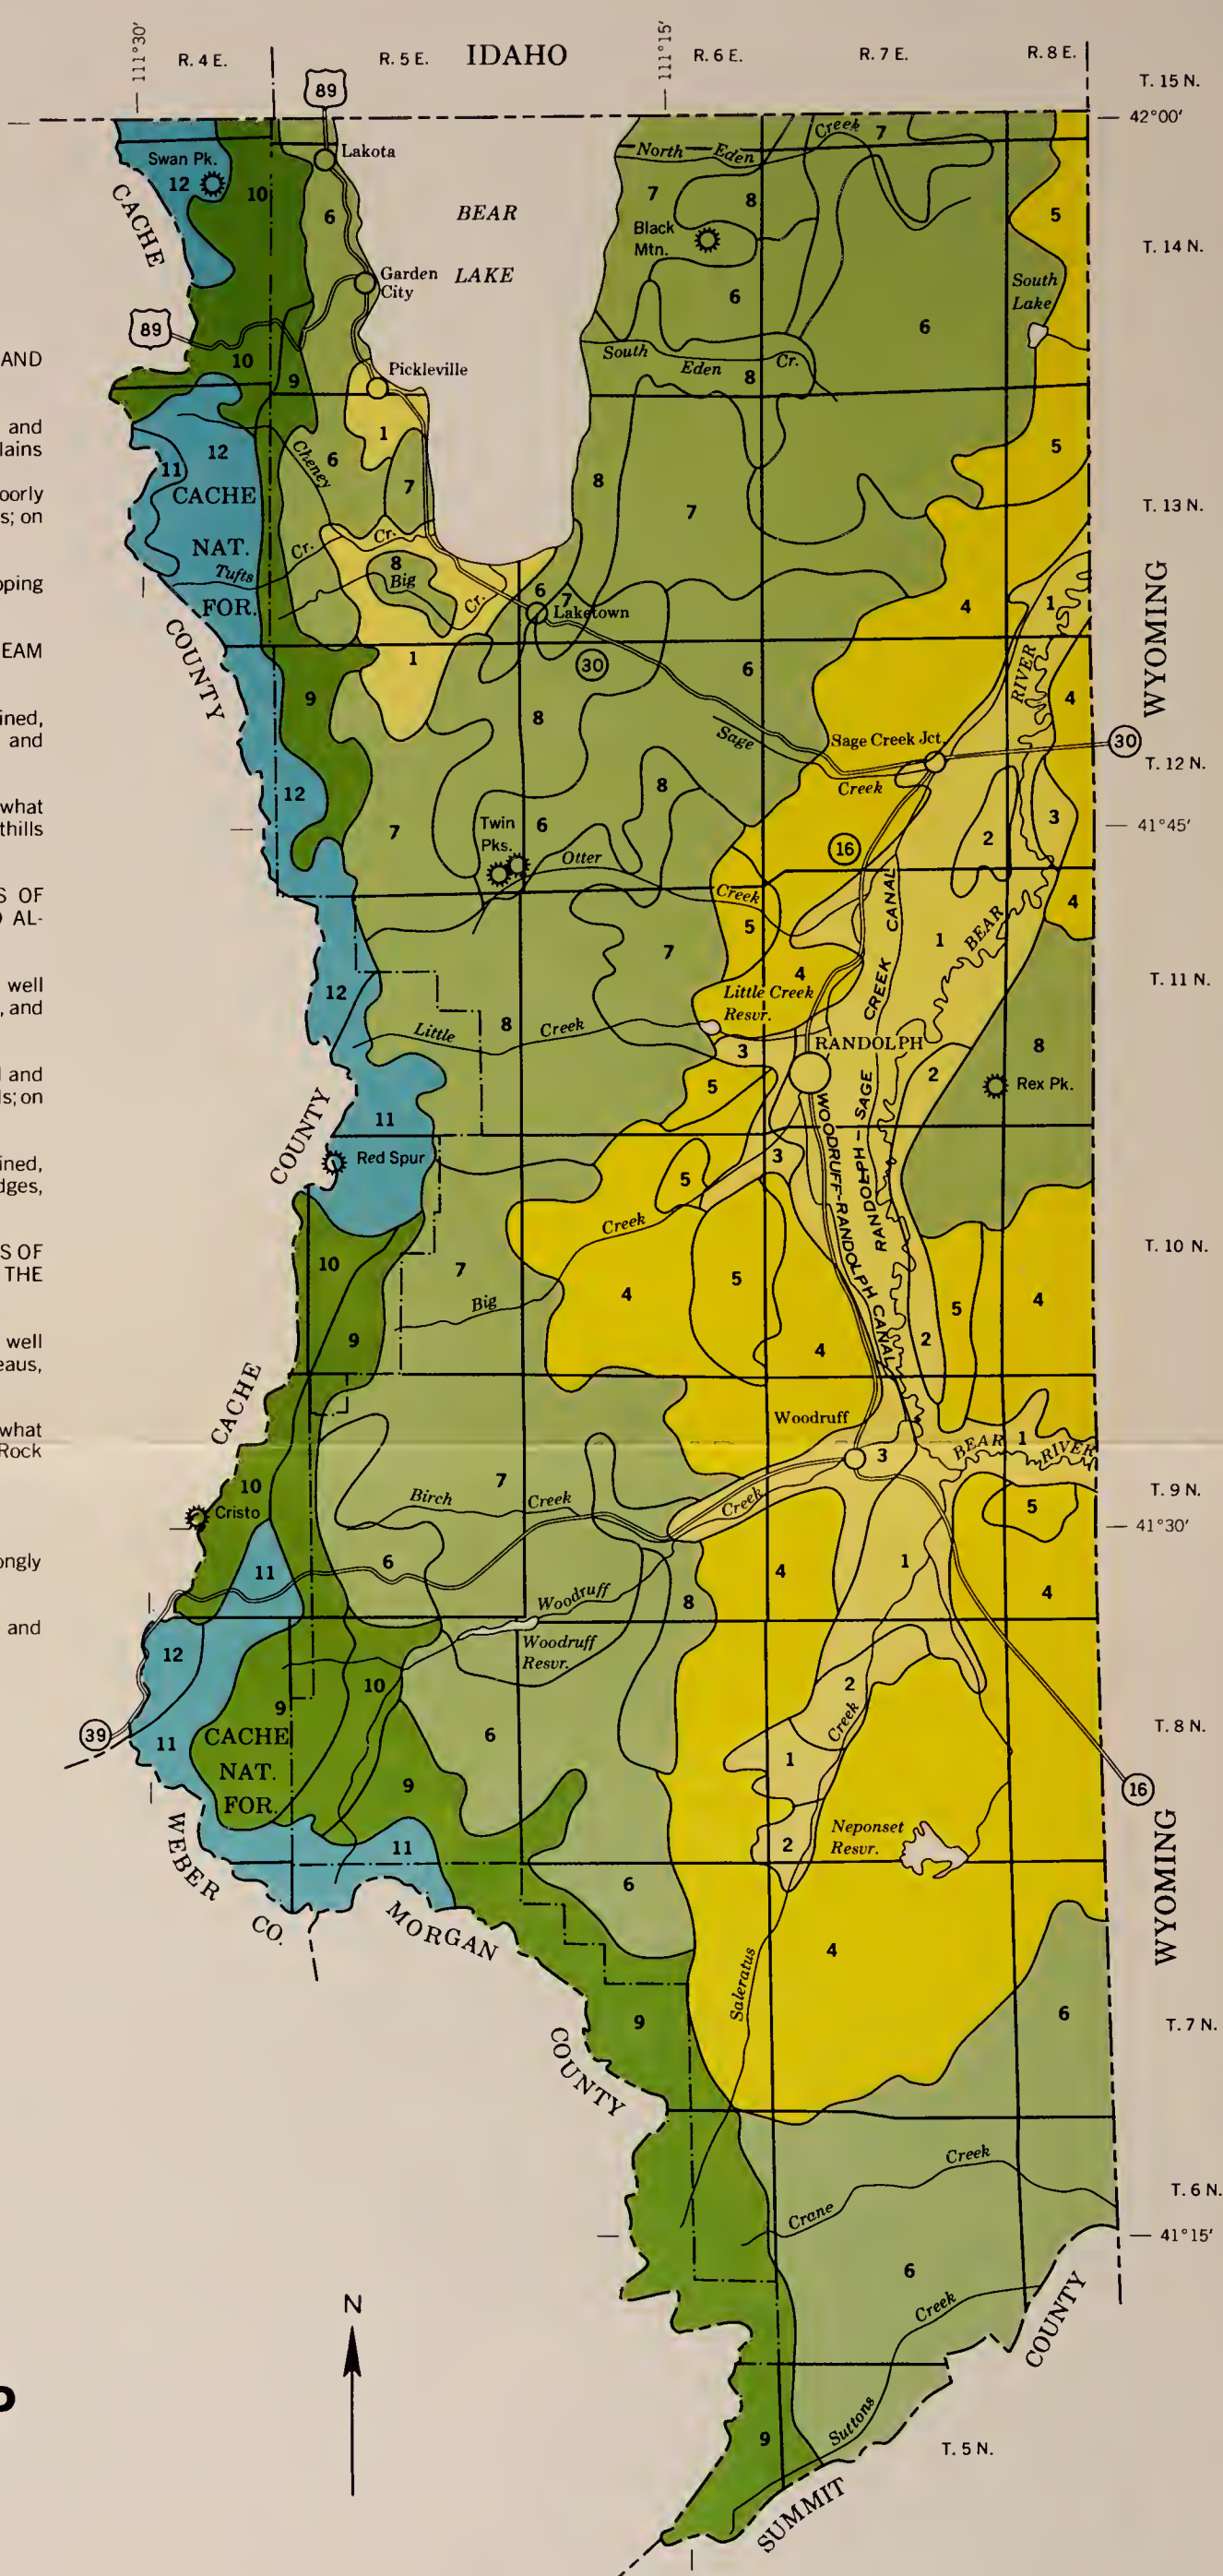 111°30'
R. 4 E.
R. 5 E.
IDAHO
111°15'
R. 6 E.
R. 7 E.
R. 8 E.
T. 15 N.
89
42°00'
Lakota
Swan Pk.
12
10
6
CACHE
BEAR
LAKE
North Eden Creek
7
7
8
Black
Mtn.
5
T. 14 N.
South
Lake
Garden
City
89
6
6
South Eden Cr.
8
10
9
Pickleville
AND
1
5
and
lains
12
11
6
Cheney
Cr.
7
8
7
T. 13 N.
oorly
s; on
CACHE
NAT.
FOR.
Tufts
Cr.
8
Big
Cr.
6
7
Laketown
4
1
WYOMING
pping
EAM
COUNTY
1
30
6
RIVER
4
9
8
Sage
Creek
Sage Creek Jct.
30
T. 12 N.
ined,
and
12
7
Twin
Pks.
6
8
16
2
3
41°45'
what
thills
Otter
Creek
S OF
O AL-
5
7
4
1
BEAR
4
SAGE CREEK CANAL
well
, and
12
T. 11 N.
Little Creek
Resvr.
Little
8
Creek
3
RANDOLPH
2
8
Rex Pk.
l and
ls; on
5
11
COUNTY
Red Spur
WOODRUFF-RANDOLPH CANAL
RANDOLPH-
ined,
dges,
5
3
Creek
T. 10 N.
S OF
THE
10
7
Big
4
5
5
4
well
eaus,
9
4
2
CACHE
Woodruff
what
Rock
3
BEAR
1
RIVER
10
7
Cristo
Birch
Creek
Creek
5
T. 9 N.
41°30'
ongly
11
6
4
1
4
Woodruff
8
and
12
Woodruff
Resvr.
10
2
9
6
Creek
T. 8 N.
39
11
CACHE
NAT.
FOR.
9
1
16
WEBER
CO.
11
2
Neponset
Resvr.
WYOMING
6
MORGAN
COUNTY
4
Saleratus
6
9
T. 7 N.
Creek
T. 6 N.
Crane
41°15'
6
Creek
COUNTY
N
Suttons
9
T. 5 N.
SUMMIT